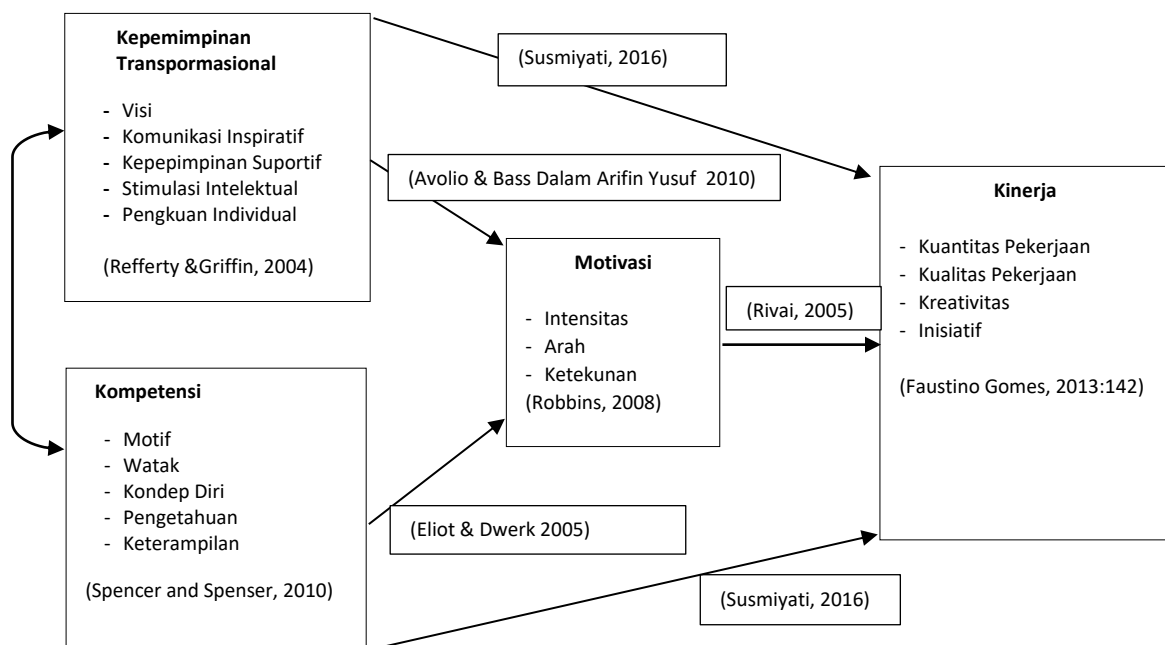 Kepemimpinan
Transpormasional
- Visi
- Komunikasi Inspiratif
- Kepepimpinan Suportif
- Stimulasi Intelektual
- Pengkuan Individual
(Refferty &Griffin, 2004)
(Susmiyati, 2016)
(Avolio & Bass Dalam Arifin Yusuf 2010)
Motivasi
- Intensitas
- Arah
- Ketekunan
(Robbins, 2008)
(Rivai, 2005)
Kinerja
- Kuantitas Pekerjaan
- Kualitas Pekerjaan
- Kreativitas
- Inisiatif
(Faustino Gomes, 2013:142)
Kompetensi
- Motif
- Watak
- Kondep Diri
- Pengetahuan
- Keterampilan
(Spencer and Spenser, 2010)
(Eliot & Dwerk 2005)
(Susmiyati, 2016)